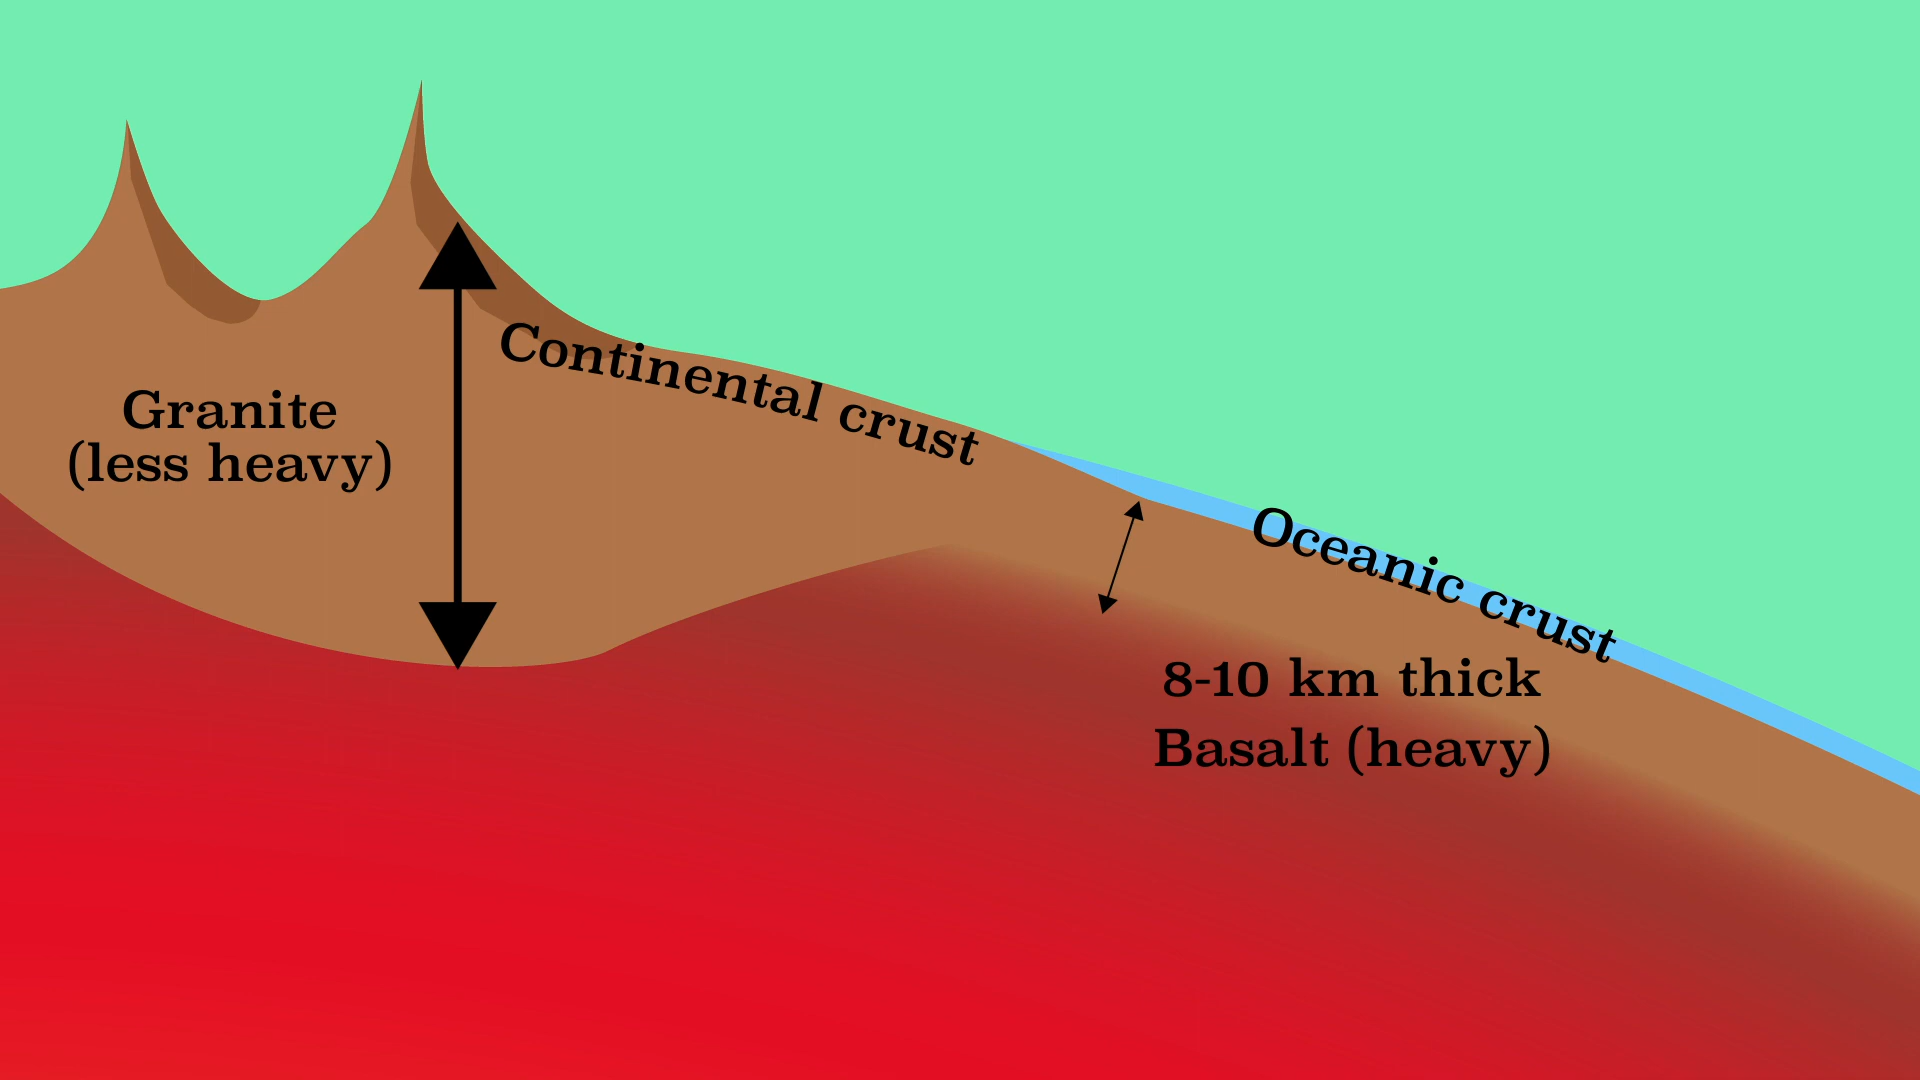 Continental crust
Granite
(less heavy)
Oceanic crust
8-10 km thick
Basalt (heavy)